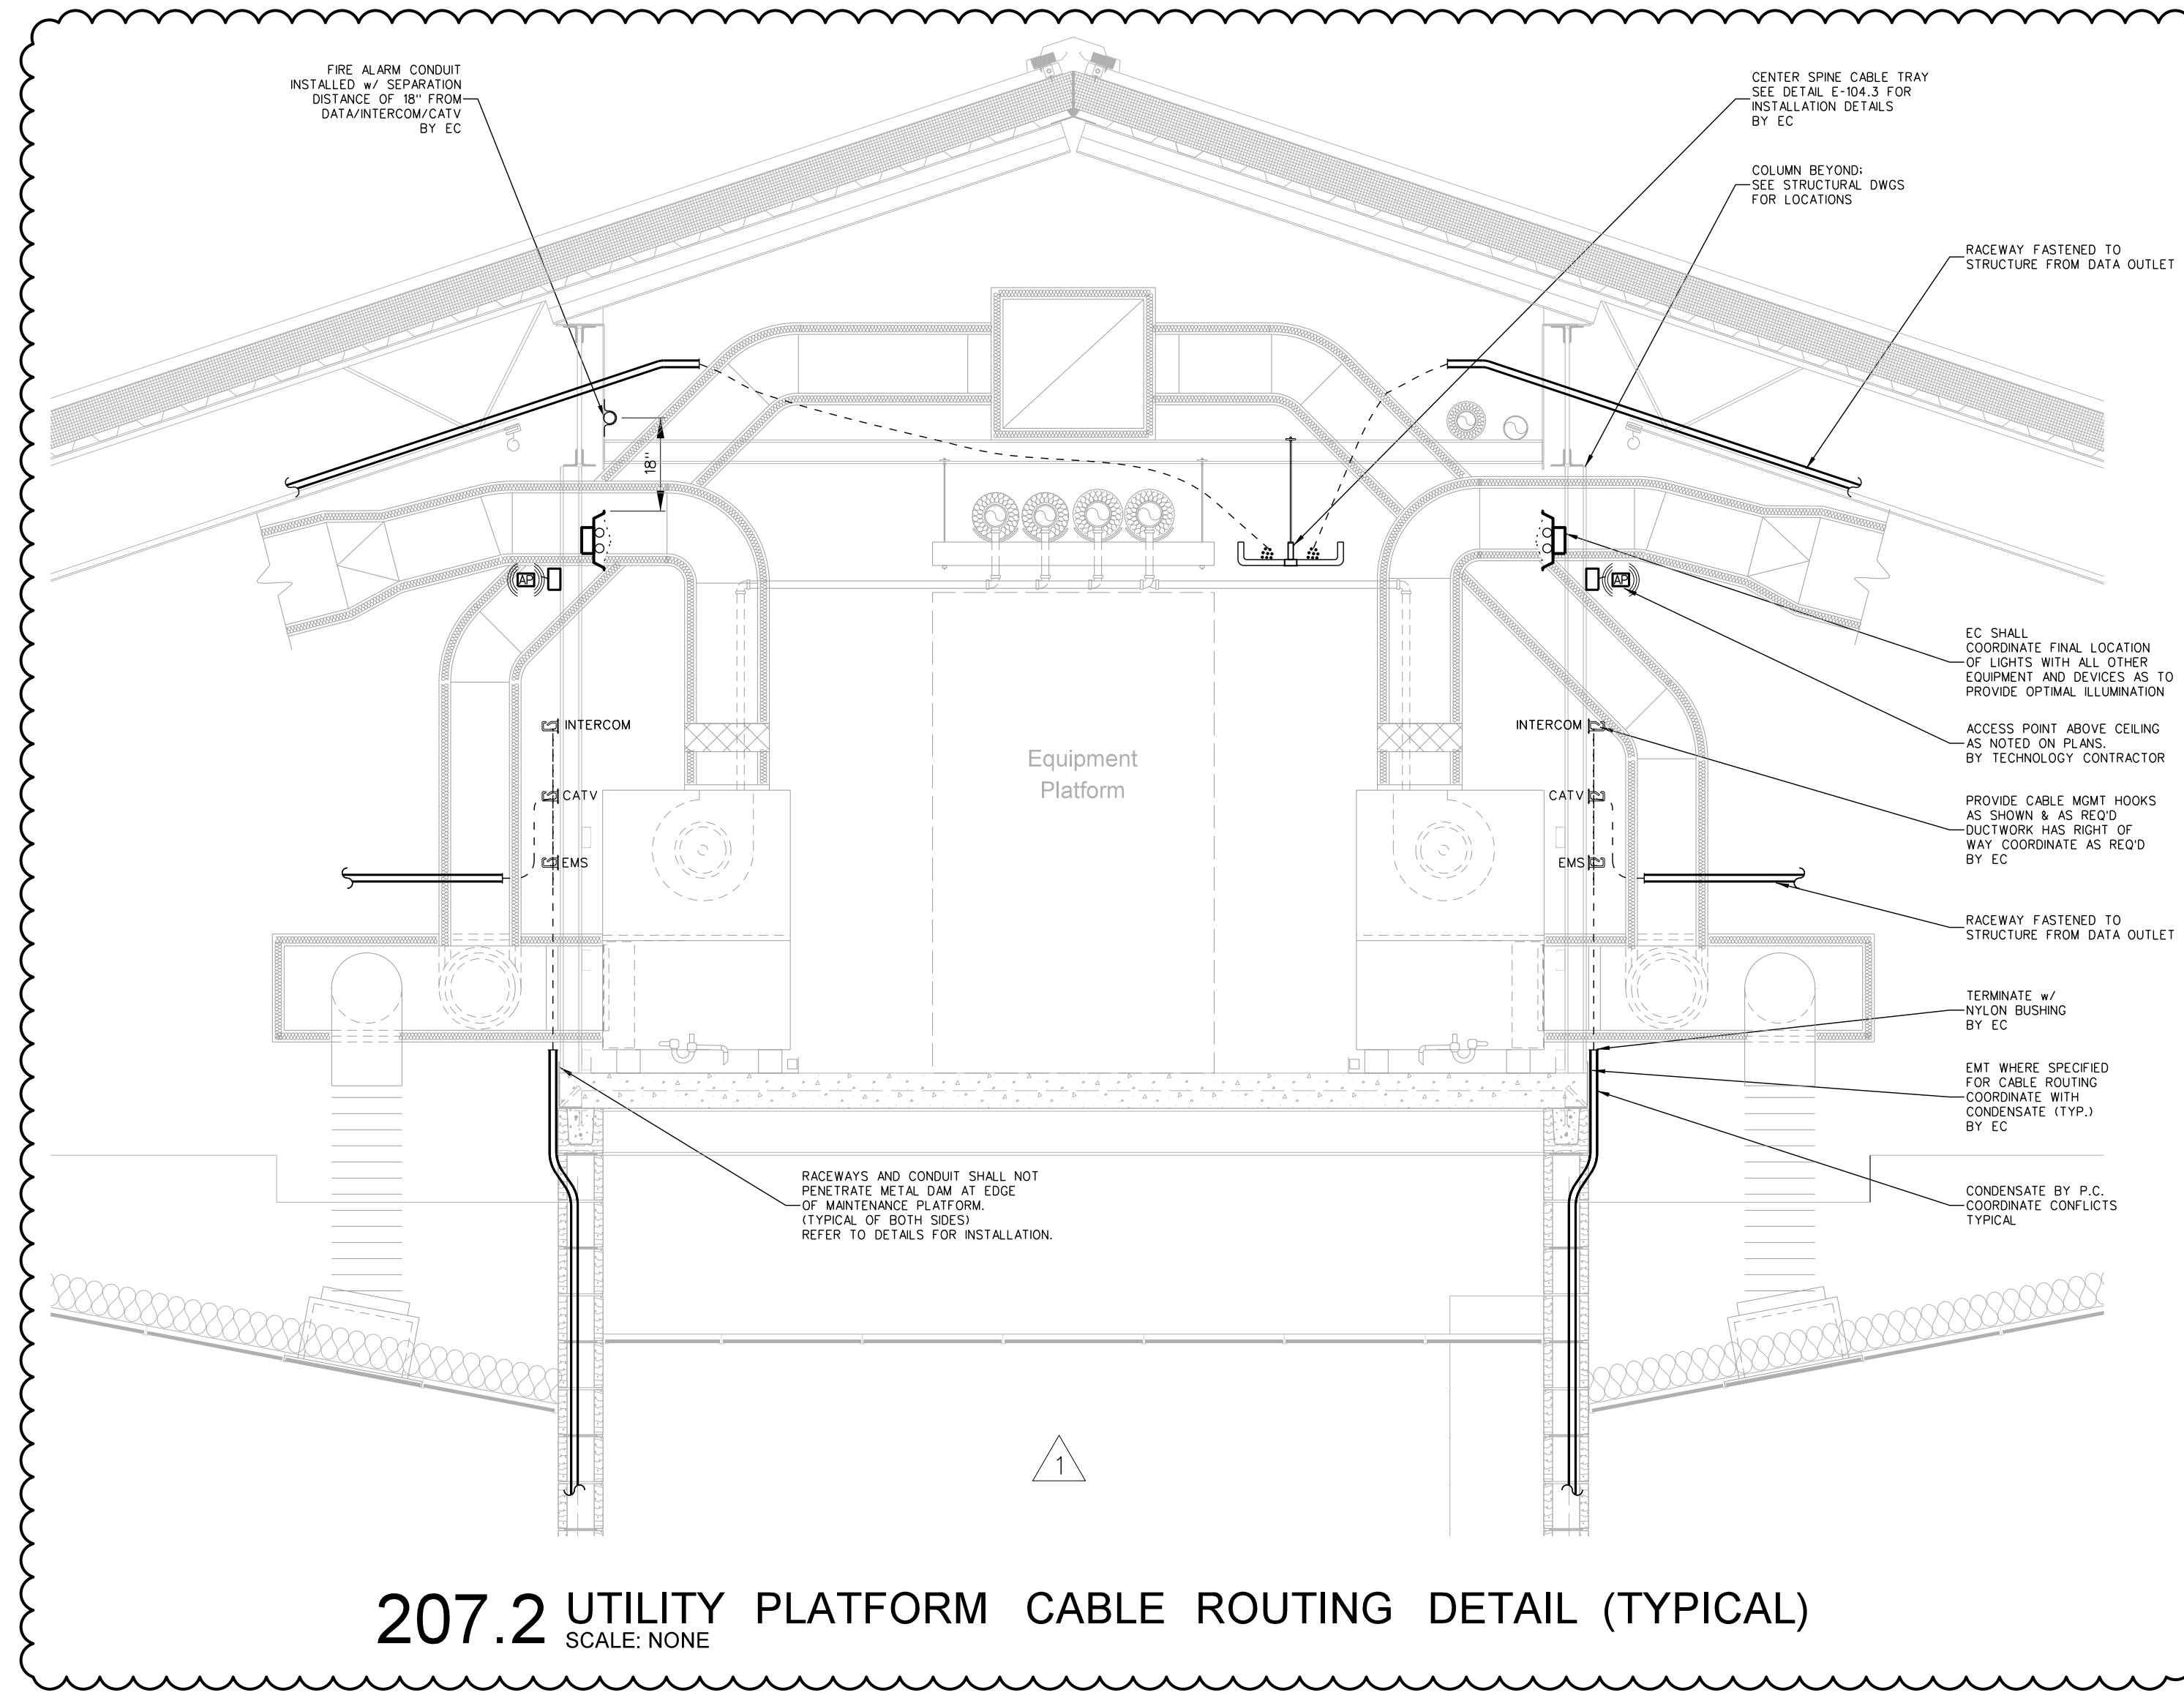 FIRE ALARM CONDUIT
INSTALLED w/ SEPARATION
DISTANCE OF 18" FROM
DATA/INTERCOM/CATV
BY EC
CENTER SPINE CABLE TRAY
SEE DETAIL E-104.3 FOR
INSTALLATION DETAILS
BY EC
COLUMN BEYOND;
SEE STRUCTURAL DWGS
FOR LOCATIONS
RACEWAY FASTENED TO
STRUCTURE FROM DATA OUTLET
18"
AP
AP
EC SHALL
COORDINATE FINAL LOCATION
OF LIGHTS WITH ALL OTHER
EQUIPMENT AND DEVICES AS TO
PROVIDE OPTIMAL ILLUMINATION
INTERCOM
INTERCOM
ACCESS POINT ABOVE CEILING
AS NOTED ON PLANS.
BY TECHNOLOGY CONTRACTOR
Equipment
Platform
CATV
CATV
PROVIDE CABLE MGMT HOOKS
AS SHOWN & AS REQ'D
DUCTWORK HAS RIGHT OF
WAY COORDINATE AS REQ'D
BY EC
EMS
EMS
RACEWAY FASTENED TO
STRUCTURE FROM DATA OUTLET
TERMINATE w/
NYLON BUSHING
BY EC
EMT WHERE SPECIFIED
FOR CABLE ROUTING
COORDINATE WITH
CONDENSATE (TYP.)
BY EC
RACEWAYS AND CONDUIT SHALL NOT
PENETRATE METAL DAM AT EDGE
OF MAINTENANCE PLATFORM.
(TYPICAL OF BOTH SIDES)
REFER TO DETAILS FOR INSTALLATION.
CONDENSATE BY P.C.
COORDINATE CONFLICTS
TYPICAL
1
207.2 UTILITY PLATFORM CABLE ROUTING DETAIL (TYPICAL)
SCALE: NONE